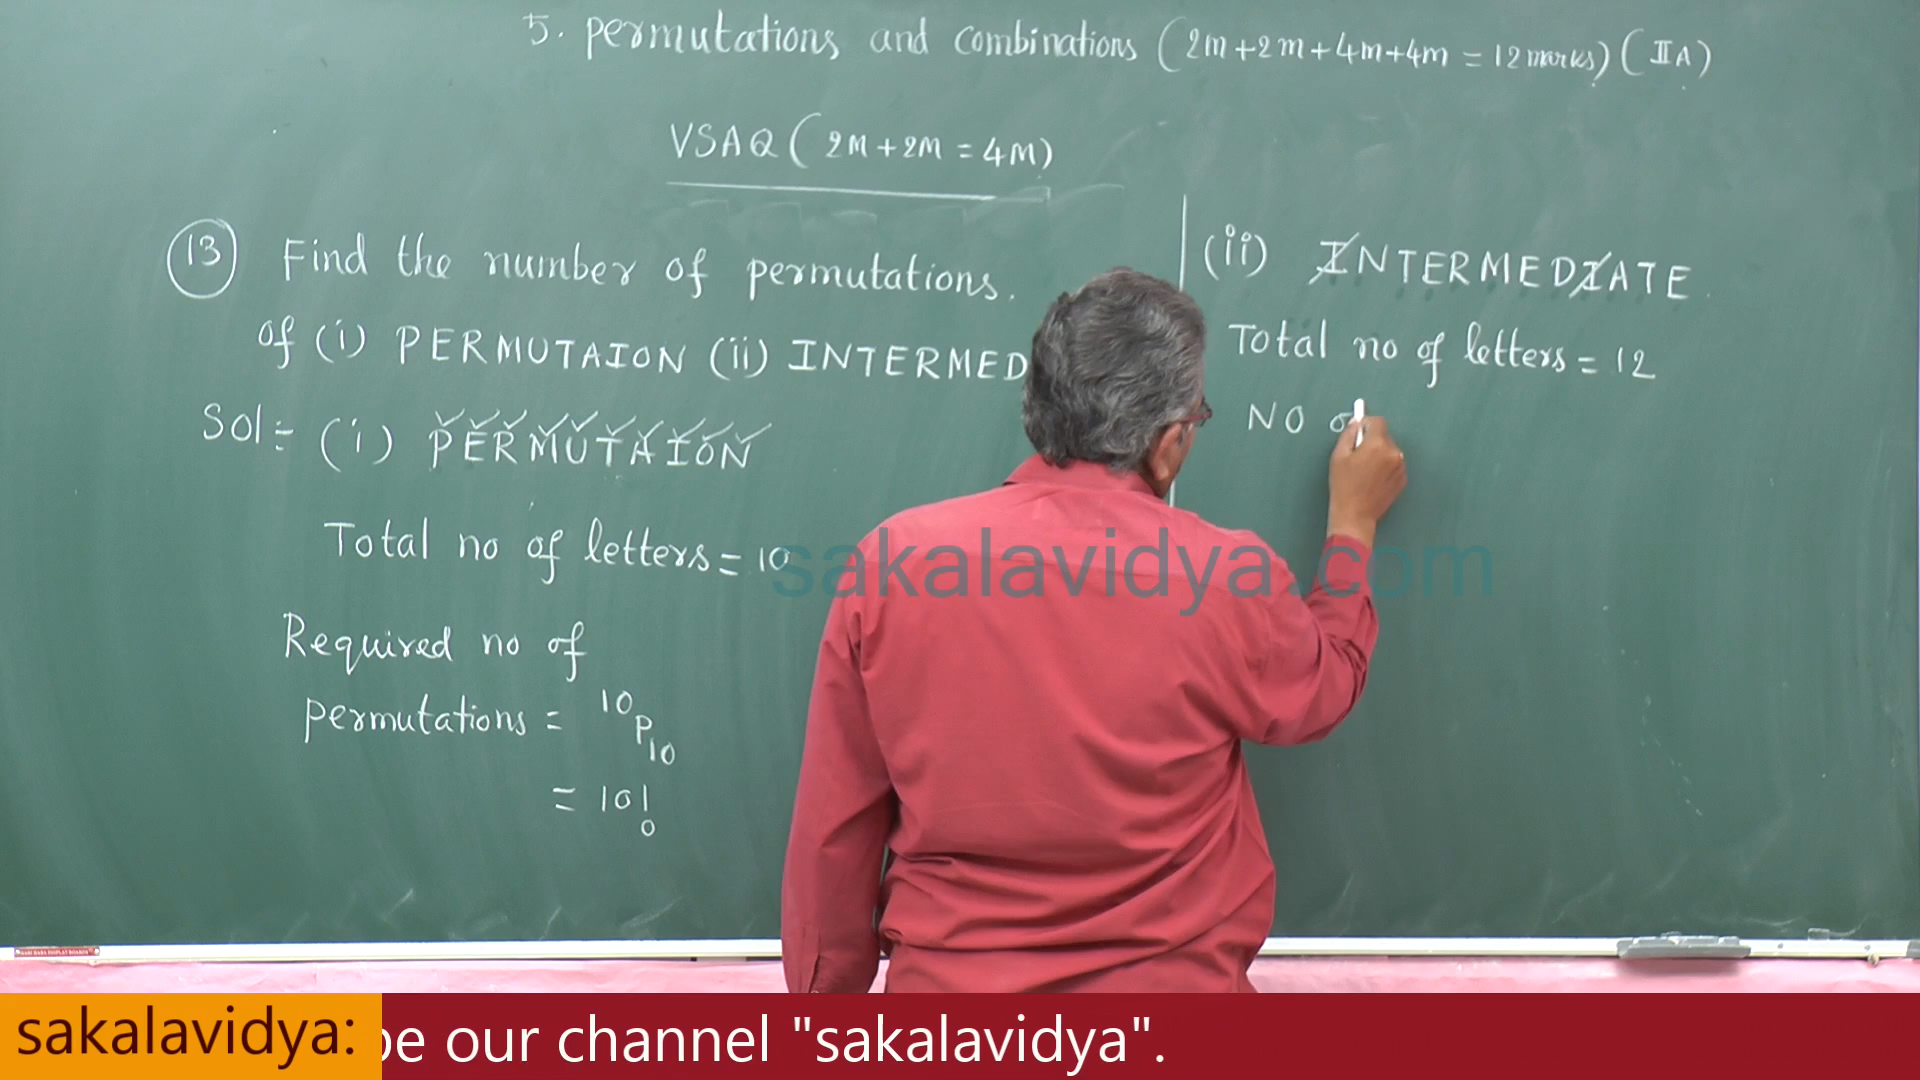 5. permutations and combinations (2m+2m+4m+4m = 12 marks) (IIA)
VSAQ (2M+2M = 4M)
13 Find the number of permutations.
of (i) PERMUTAION (ii) INTERMED
Sol:- (i) PERMUTAION
Total no of letters = 10
Required no of
permutations = 10P10
= 10!
(ii) INTERMEDIATE
Total no of letters = 12
NO
sakalavidya.com
sakalavidya: be our channel "sakalavidya".